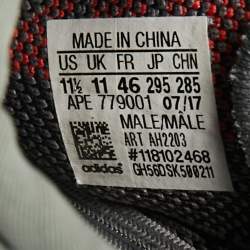 MADE IN CHINA
US UK FR JP CHN
11½ 11 46 295 285
APE 779001 07/17
MALE/MÂLE
ART AH2203
#118102468
adidas GH56DSK500211